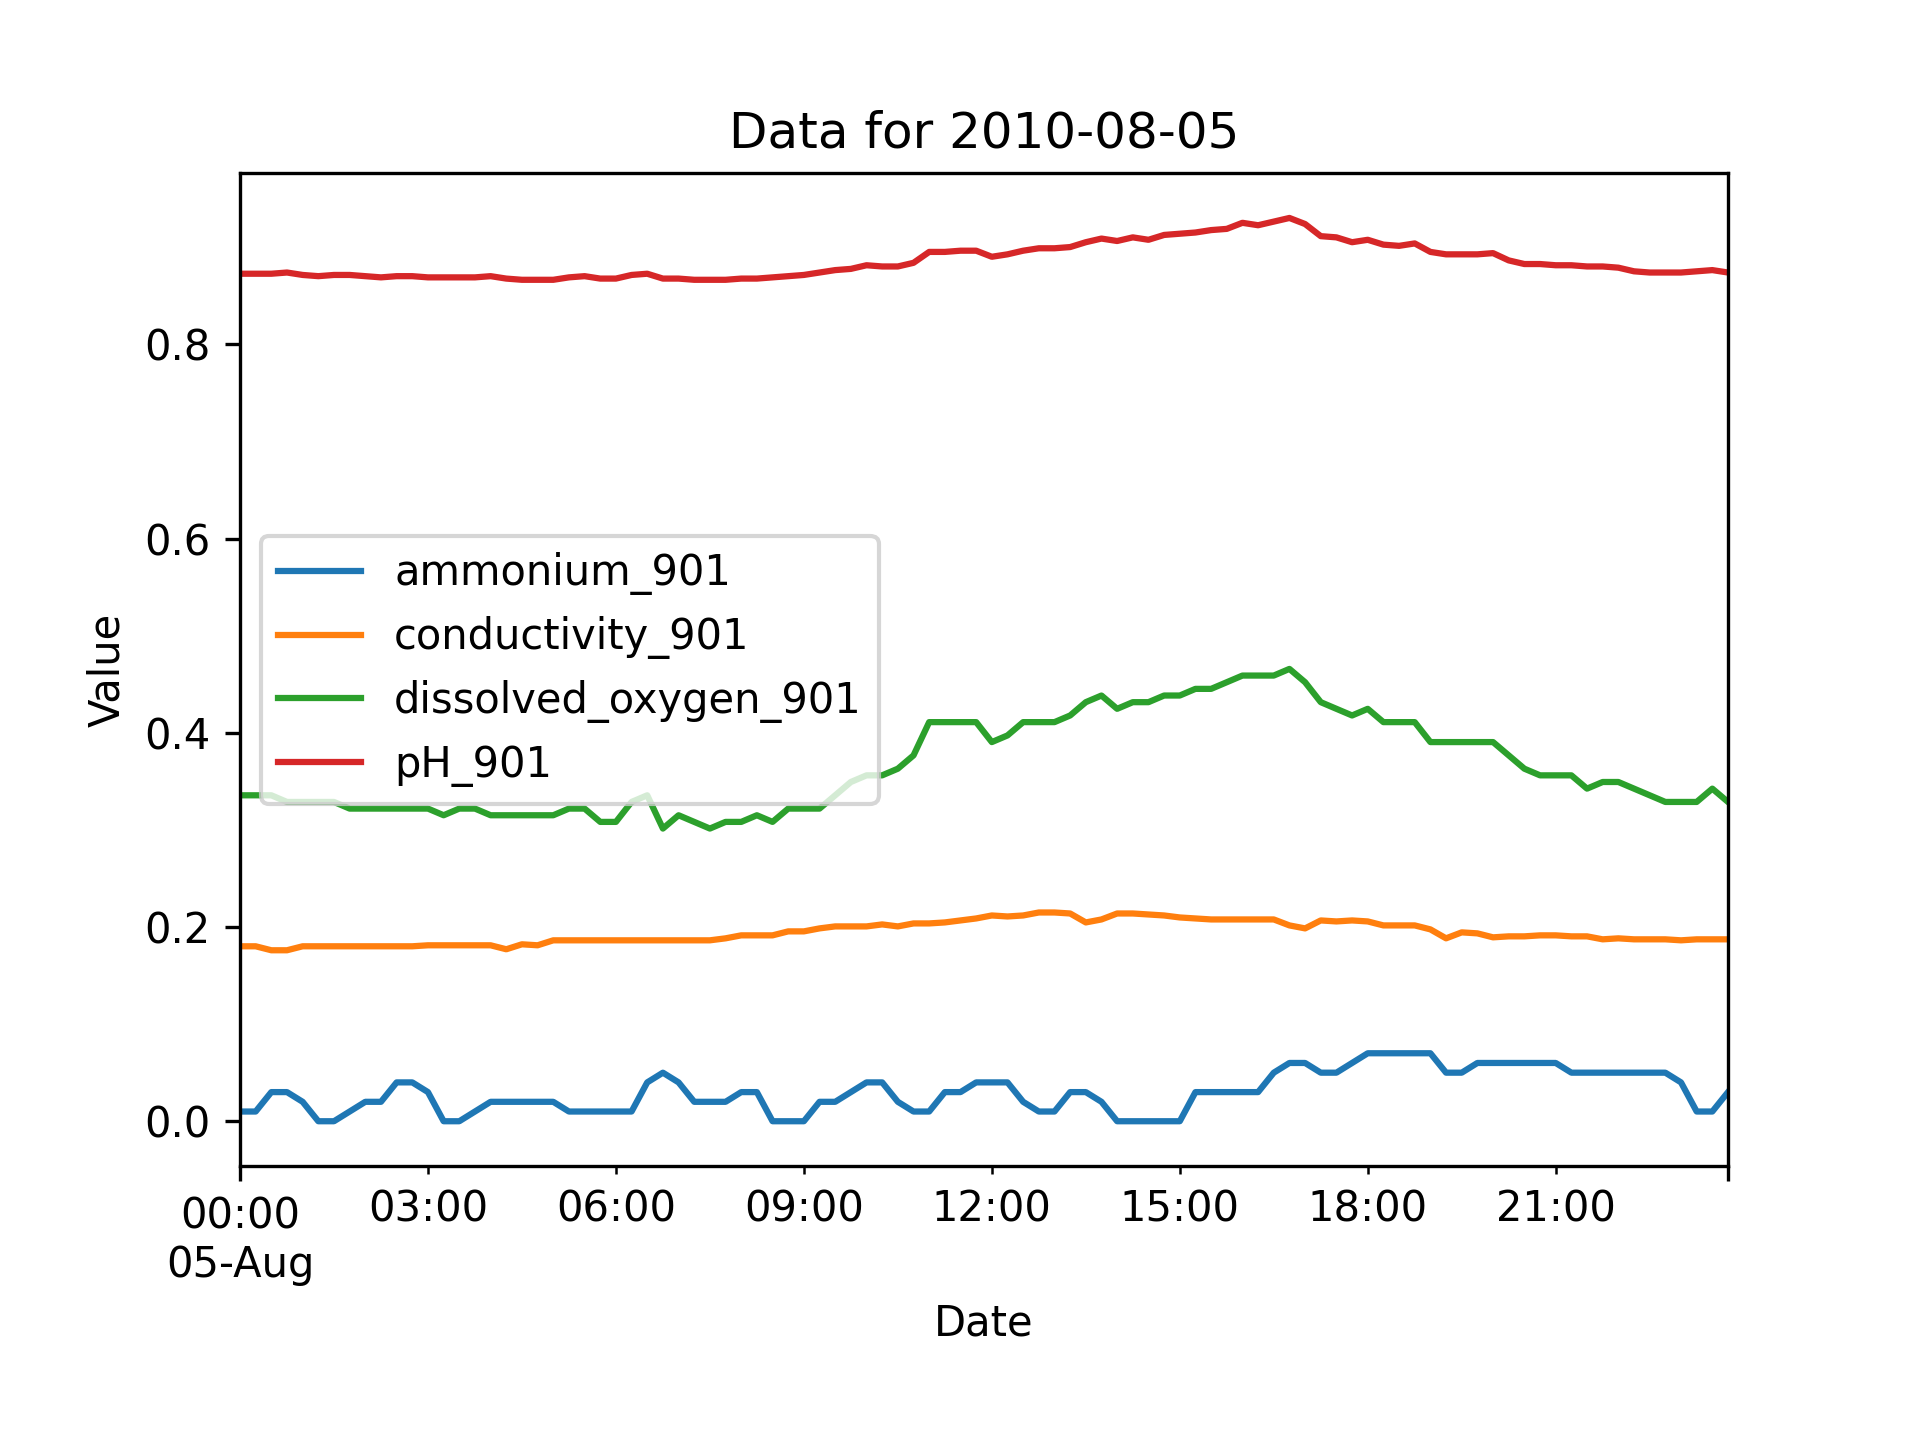 Data for 2010-08-05
Value
0.8
0.6
0.4
0.2
0.0
ammonium_901
conductivity_901
dissolved_oxygen_901
pH_901
00:00 03:00 06:00 09:00 12:00 15:00 18:00 21:00
05-Aug
Date